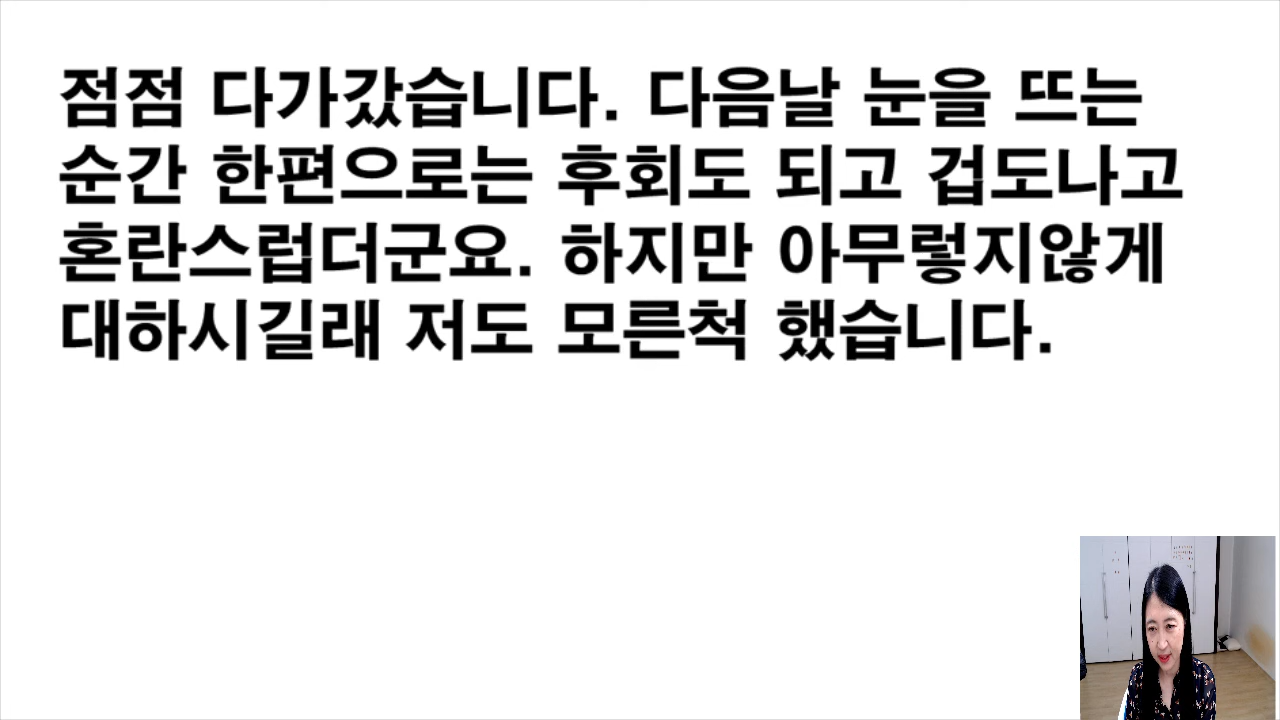 점점 다가갔습니다. 다음날 눈을 뜨는
순간 한편으로는 후회도 되고 겁도나고
혼란스럽더군요. 하지만 아무렇지않게
대하시길래 저도 모른척 했습니다.